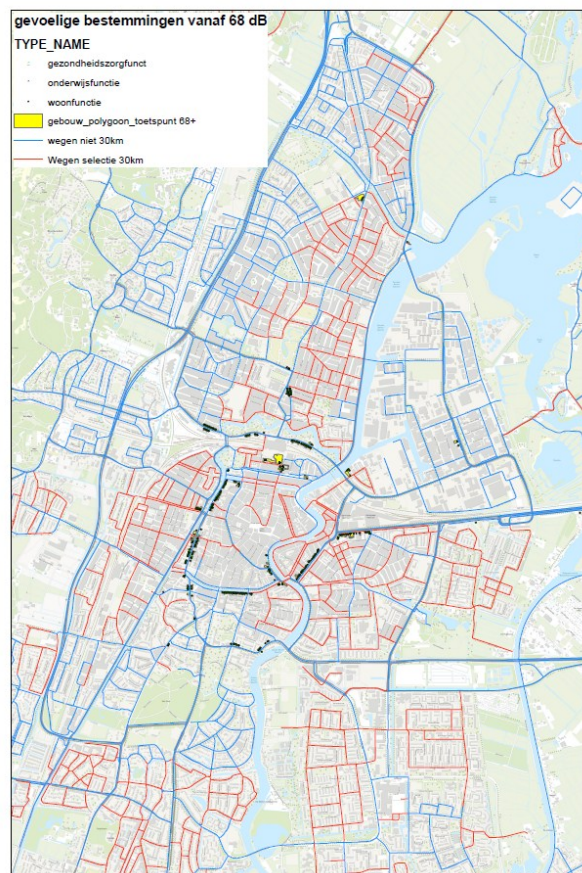 gevoelige bestemmingen vanaf 68 dB
TYPE_NAME
gezondheidszorgfunct
onderwijsfunctie
woonfunctie
gebouw_polygoon_toetspunt 68+
wegen niet 30km
Wegen selectie 30km